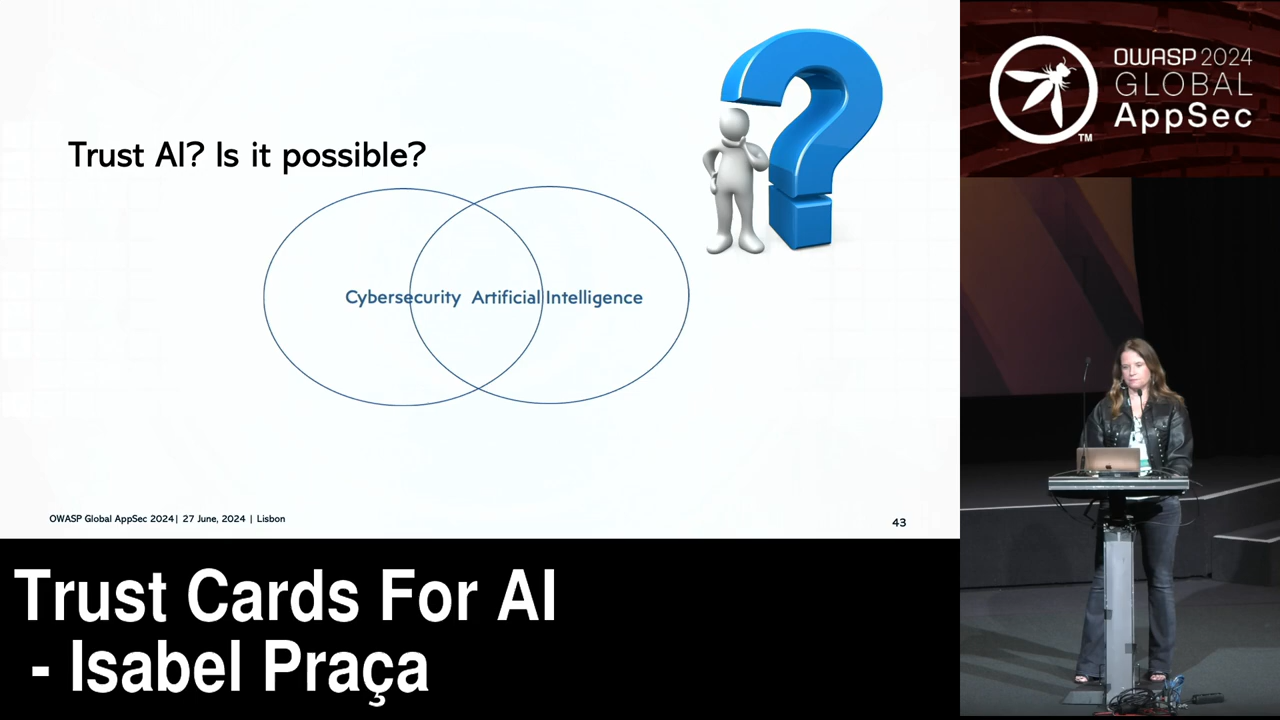 Trust AI? Is it possible?
Cybersecurity Artificial Intelligence
OWASP Global AppSec 2024| 27 June, 2024 | Lisbon
43
OWASP 2024
GLOBAL
AppSec
TM
Trust Cards For AI
- Isabel Praça